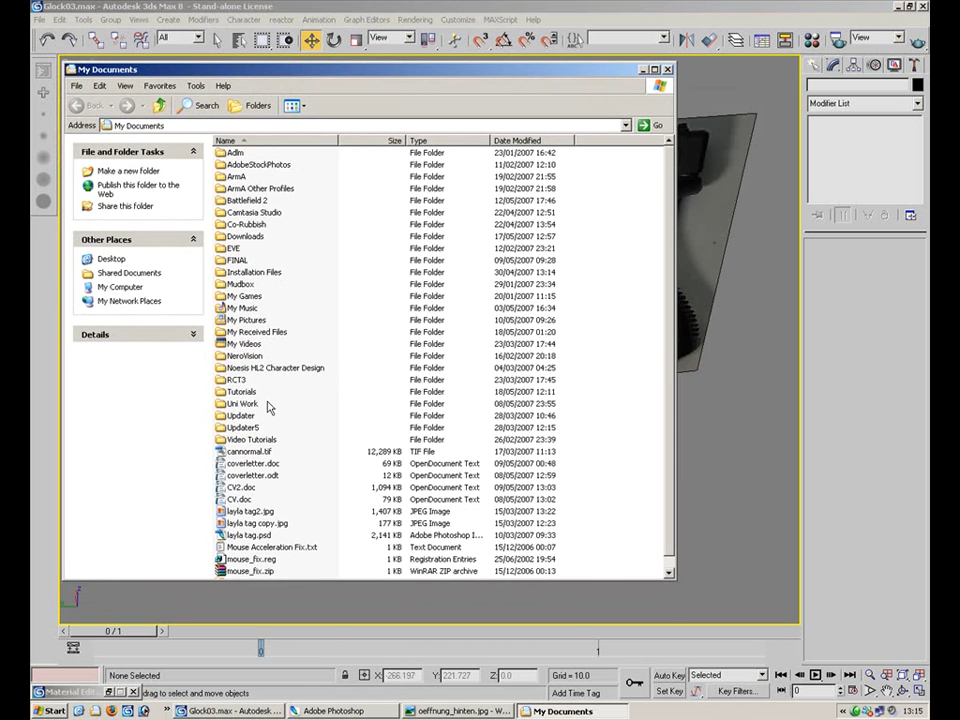 Glock03.max - Autodesk 3ds Max 8 - Stand-alone License
File Edit Tools Group Views Create Modifiers Character reactor Animation Graph Editors Rendering Customize MAXScript Help
All View View
My Documents
File Edit View Favorites Tools Help
Back Search Folders
Address My Documents Go
Modifier List
Name Size Type Date Modified
File and Folder Tasks
Make a new folder
Publish this folder to the Web
Share this folder
Other Places
Desktop
Shared Documents
My Computer
My Network Places
Details
Adlm File Folder 23/01/2007 16:42
AdobeStockPhotos File Folder 11/02/2007 12:10
ArmA File Folder 19/02/2007 21:55
ArmA Other Profiles File Folder 19/02/2007 21:58
Battlefield 2 File Folder 12/05/2007 17:46
Camtasia Studio File Folder 22/04/2007 12:51
Co-Rubbish File Folder 22/04/2007 13:53
Downloads File Folder 17/05/2007 12:57
EVE File Folder 12/02/2007 23:21
FINAL File Folder 09/05/2007 09:28
Installation Files File Folder 30/04/2007 13:14
Mudbox File Folder 29/01/2007 23:34
My Games File Folder 20/01/2007 11:15
My Music File Folder 03/05/2007 16:34
My Pictures File Folder 10/05/2007 09:26
My Received Files File Folder 18/05/2007 01:20
My Videos File Folder 23/03/2007 17:44
NeroVision File Folder 16/02/2007 20:18
Noesis HL2 Character Design File Folder 04/03/2007 04:25
RCT3 File Folder 23/03/2007 17:45
Tutorials File Folder 18/05/2007 12:11
Uni Work File Folder 08/05/2007 23:55
Updater File Folder 28/03/2007 10:46
Updater5 File Folder 28/03/2007 12:15
Video Tutorials File Folder 26/02/2007 23:39
cannormal.tif 12,289 KB TIF File 17/03/2007 11:13
coverletter.doc 69 KB OpenDocument Text 09/05/2007 00:48
coverletter.odt 12 KB OpenDocument Text 08/05/2007 12:59
CV2.doc 1,094 KB OpenDocument Text 09/05/2007 13:03
CV.doc 79 KB OpenDocument Text 08/05/2007 13:02
layla tag2.jpg 1,407 KB JPEG Image 15/03/2007 13:22
layla tag copy.jpg 177 KB JPEG Image 15/03/2007 12:23
layla tag.psd 2,141 KB Adobe Photoshop I... 10/03/2007 09:33
Mouse Acceleration Fix.txt 1 KB Text Document 15/12/2006 00:07
mouse_fix.reg 1 KB Registration Entries 25/06/2002 19:54
mouse_fix.zip 1 KB WinRAR ZIP archive 15/12/2006 00:13
z
0 / 1
0 1
None Selected X: -266.197 Y: 221.727 Z: 0.0 Grid = 10.0 Auto Key Selected
Material Edit... drag to select and move objects Add Time Tag Set Key Key Filters... 0
Start Glock03.max - Autodesk... Adobe Photoshop oeffnung_hinten.jpg - W... My Documents 13:15